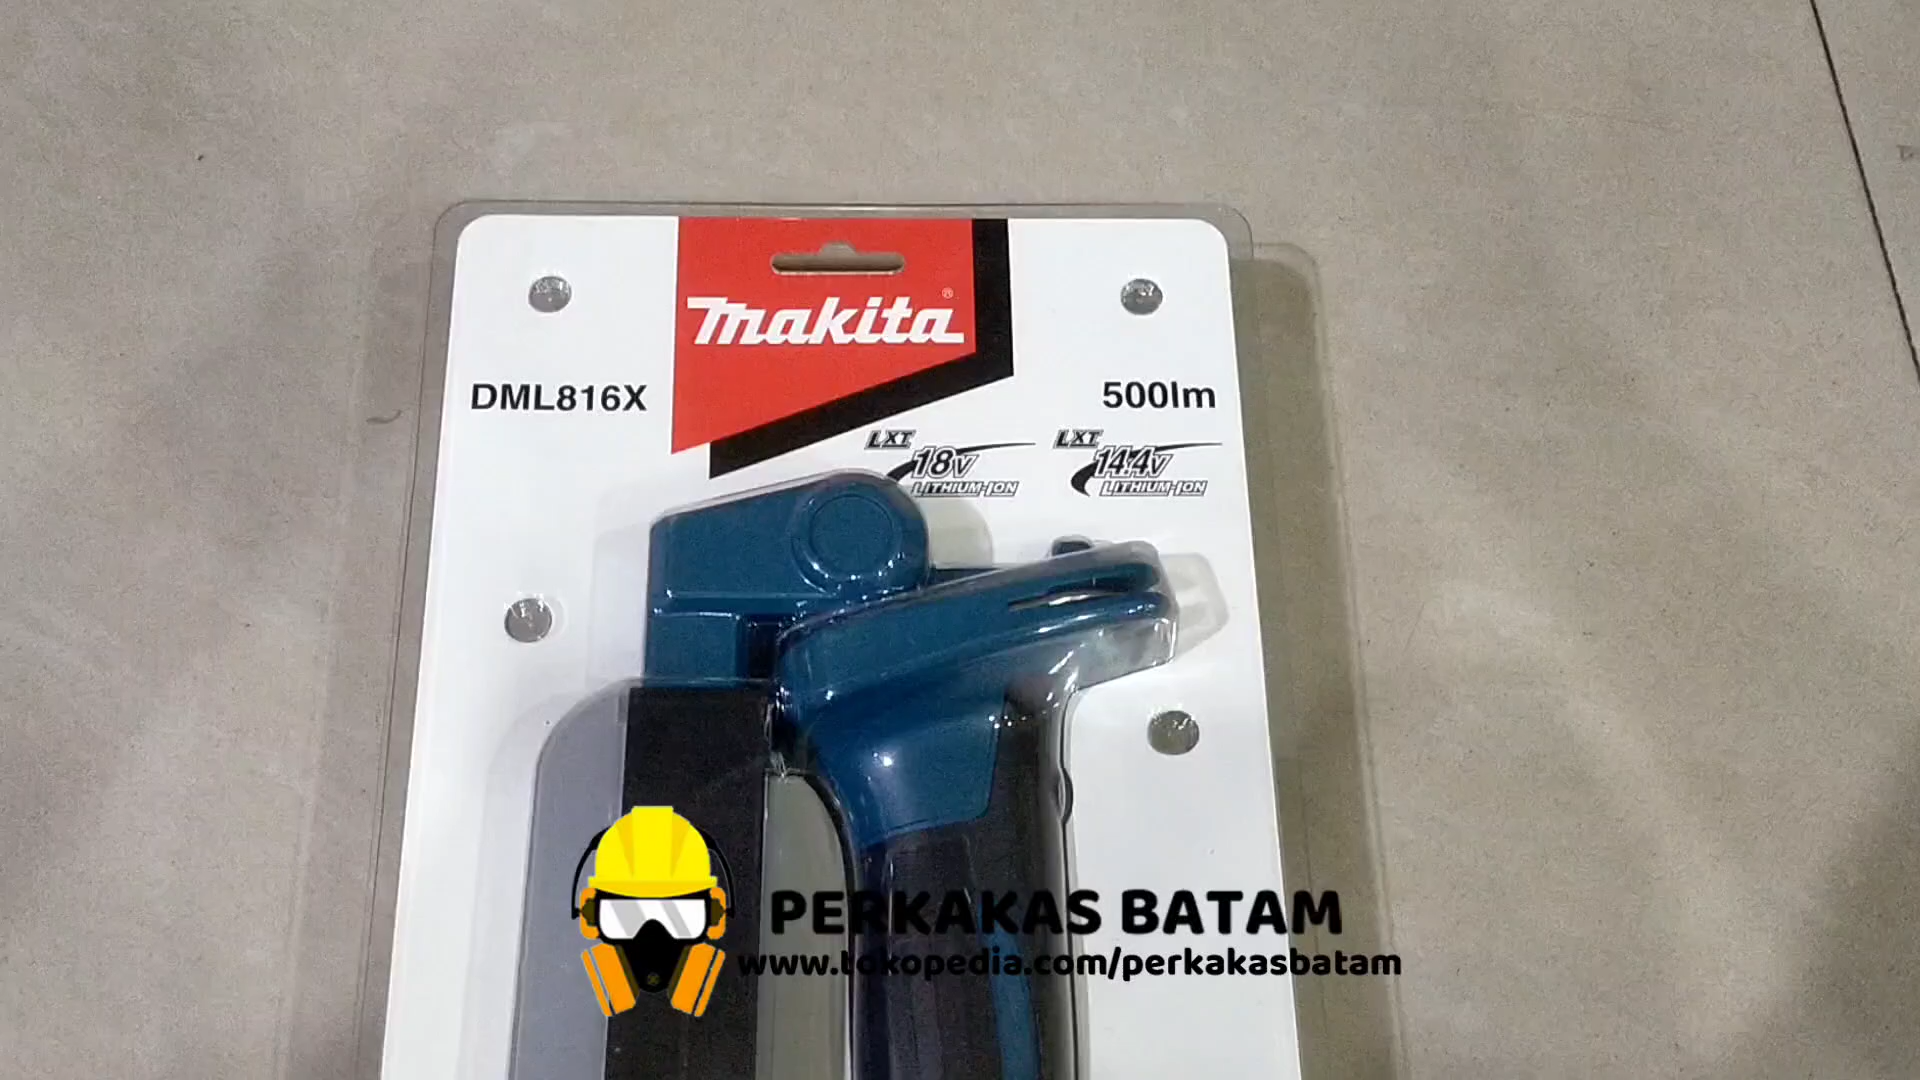 Makita®
DML816X
500lm
LXT
18V
LITHIUM-ION
LXT
14.4V
LITHIUM-ION
PERKAKAS BATAM
www.tokopedia.com/perkakasbatam